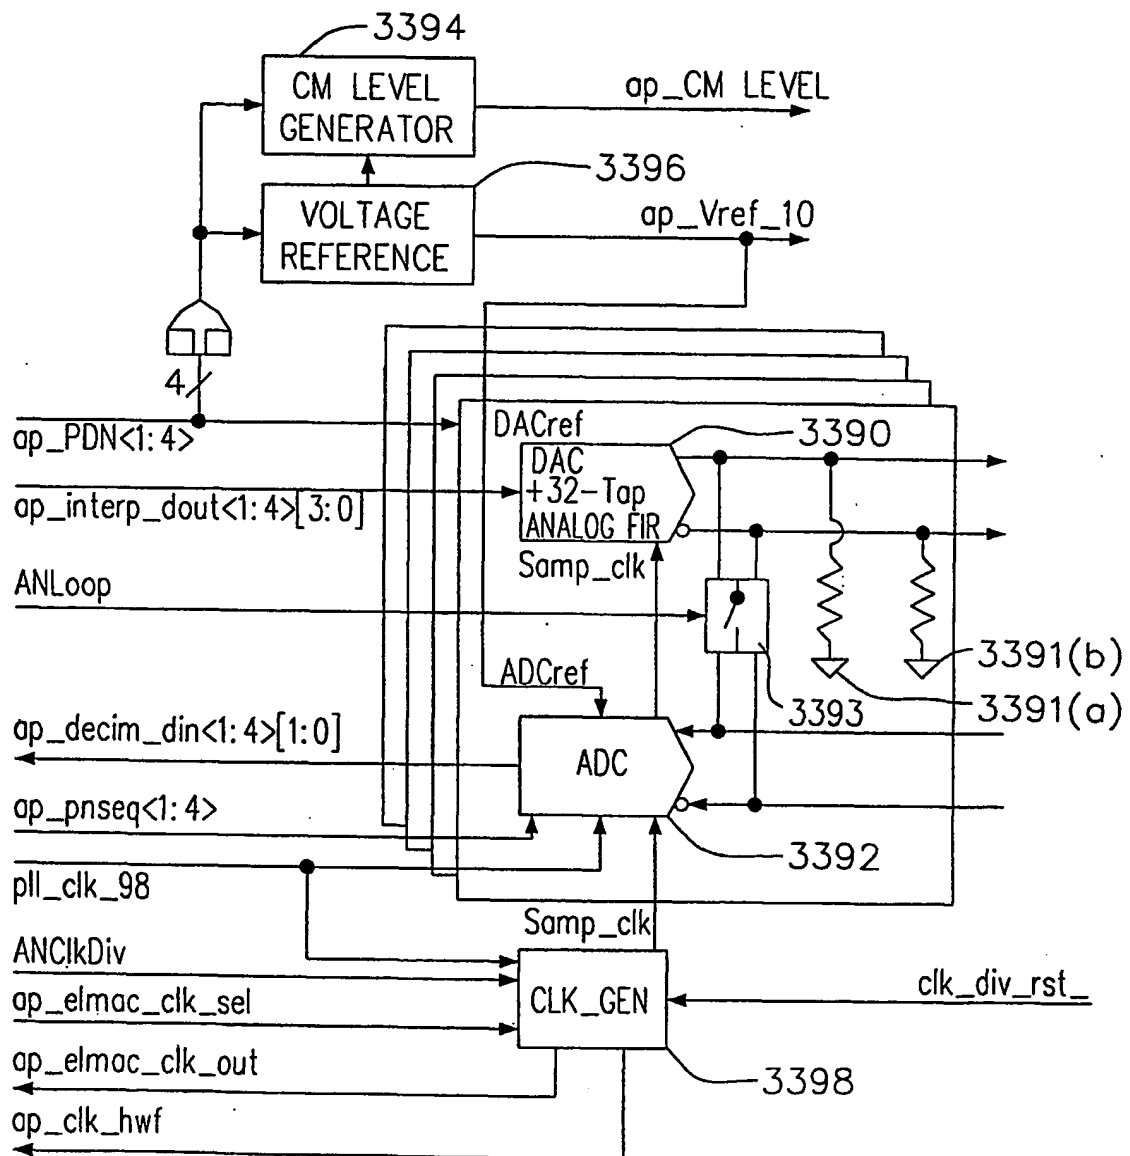 3394
CM LEVEL
GENERATOR
ap_CM LEVEL
3396
VOLTAGE
REFERENCE
ap_Vref_10
4
ap_PDN<1:4>
DACref
3390
DAC
+32-Tap
ANALOG FIR
ap_interp_dout<1:4>[3:0]
Samp_clk
ANLoop
3391(b)
ADCref
3393
3391(a)
ap_decim_din<1:4>[1:0]
ADC
ap_pnseq<1:4>
3392
pll_clk_98
Samp_clk
ANClkDiv
clk_div_rst_
ap_elmac_clk_sel
CLK_GEN
ap_elmac_clk_out
3398
ap_clk_hwf